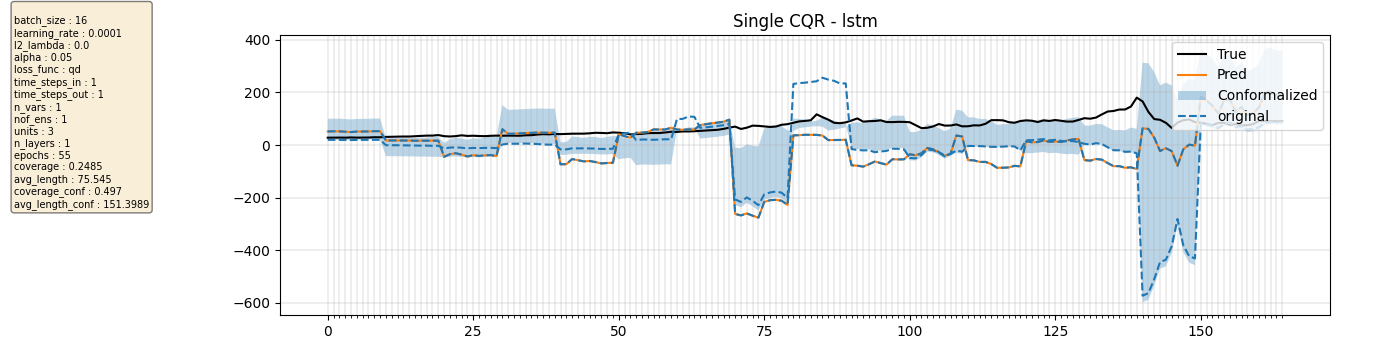 batch_size : 16
learning_rate : 0.0001
l2_lambda : 0.0
alpha : 0.05
loss_func : qd
time_steps_in : 1
time_steps_out : 1
n_vars : 1
nof_ens : 1
units : 3
n_layers : 1
epochs : 55
coverage : 0.2485
avg_length : 75.545
coverage_conf : 0.497
avg_length_conf : 151.3989
Single CQR - lstm
400
200
0
−200
−400
−600
0 25 50 75 100 125 150
True
Pred
Conformalized
original